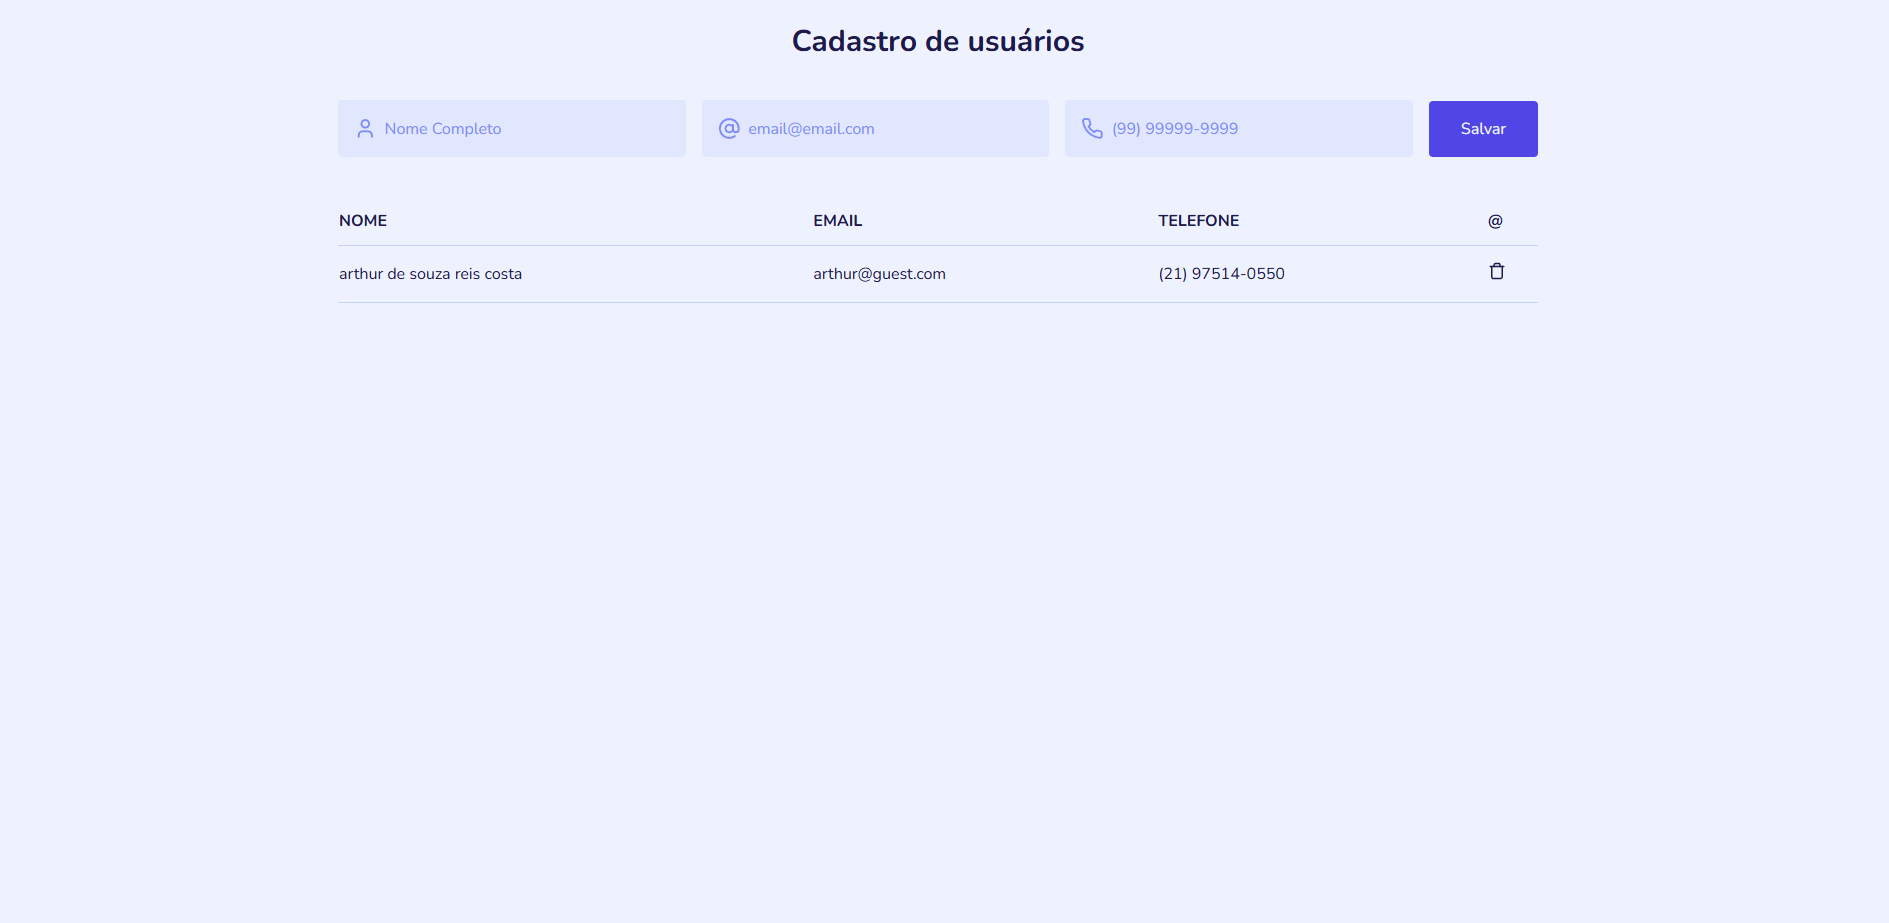 Cadastro de usuários
Nome Completo
email@email.com
(99) 99999-9999
Salvar
NOME EMAIL TELEFONE @
arthur de souza reis costa arthur@guest.com (21) 97514-0550